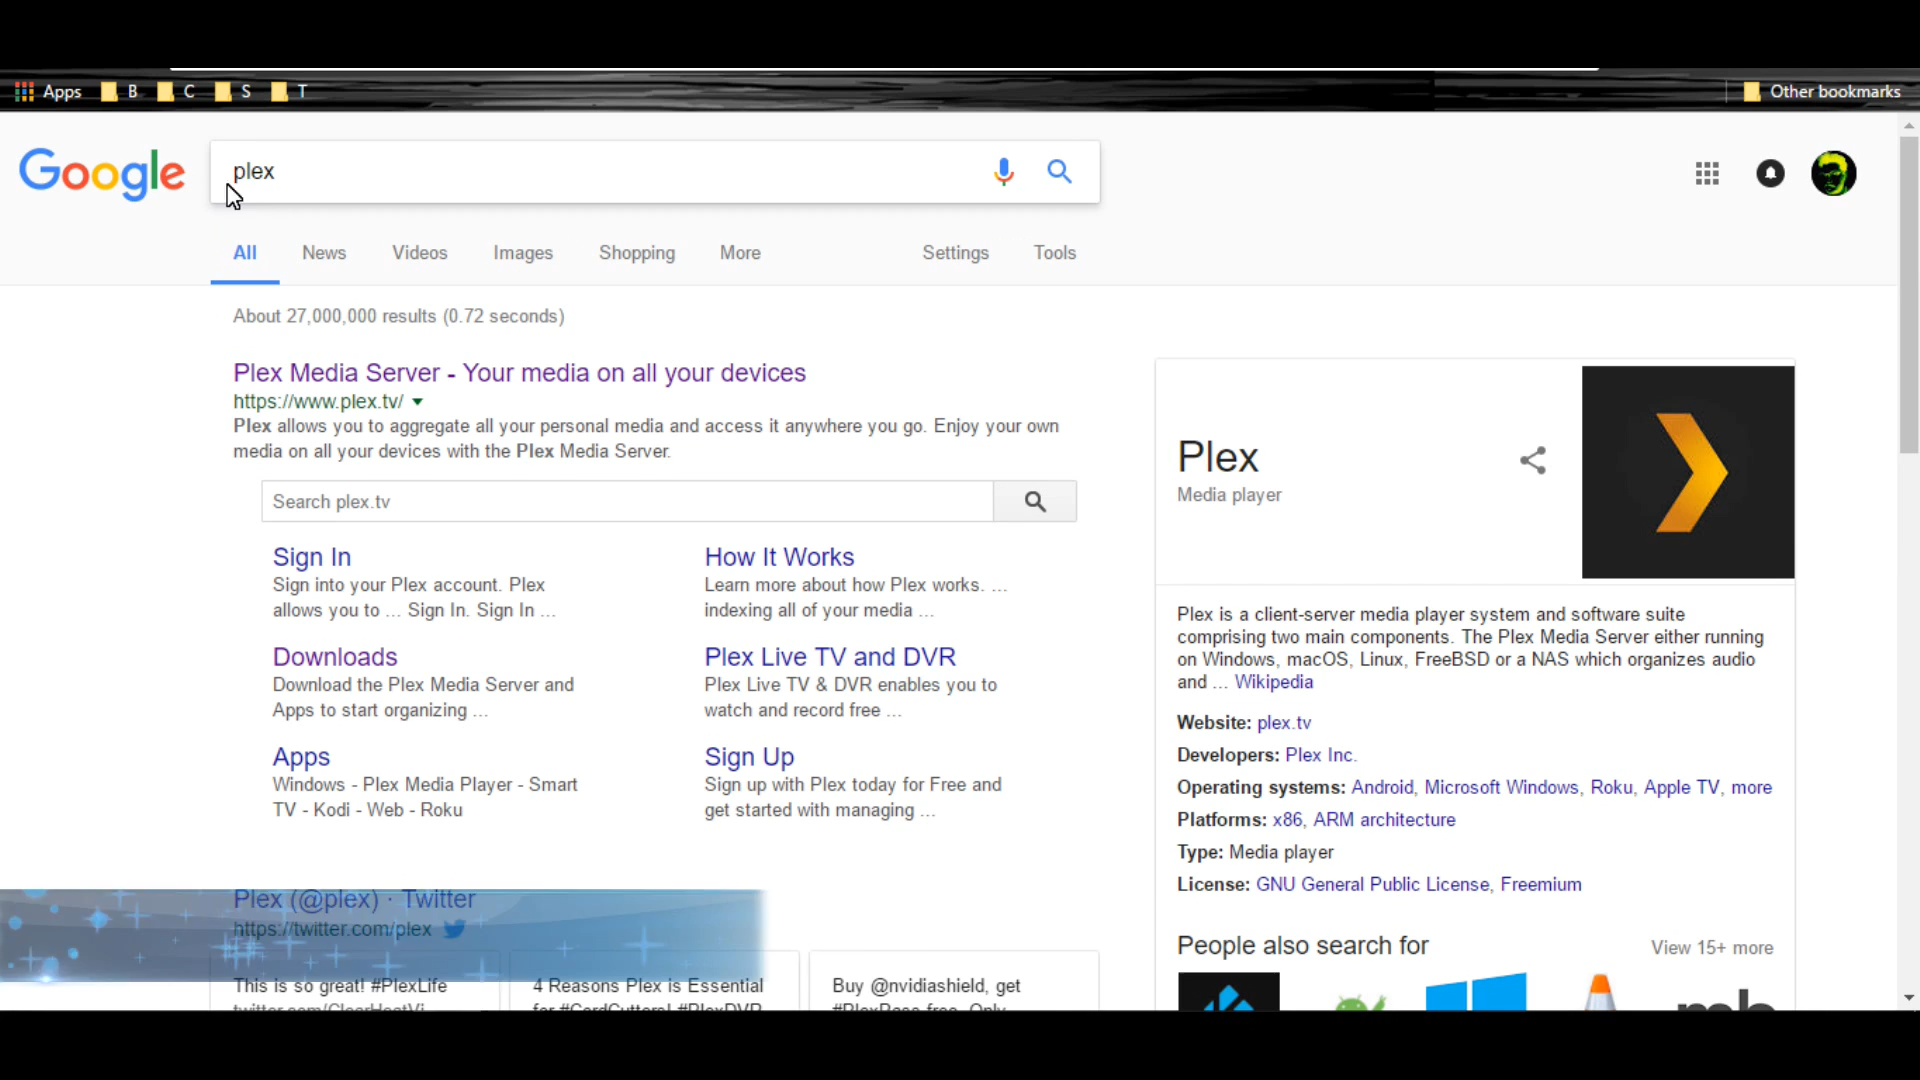 Apps B C S T Other bookmarks
Google plex
All News Videos Images Shopping More Settings Tools
About 27,000,000 results (0.72 seconds)
Plex Media Server - Your media on all your devices
https://www.plex.tv/
Plex allows you to aggregate all your personal media and access it anywhere you go. Enjoy your own
media on all your devices with the Plex Media Server.
Search plex.tv
Sign In
Sign into your Plex account. Plex
allows you to ... Sign In. Sign In ...
How It Works
Learn more about how Plex works. ...
indexing all of your media ...
Downloads
Download the Plex Media Server and
Apps to start organizing ...
Plex Live TV and DVR
Plex Live TV & DVR enables you to
watch and record free ...
Apps
Windows - Plex Media Player - Smart
TV - Kodi - Web - Roku
Sign Up
Sign up with Plex today for Free and
get started with managing ...
Plex (@plex) · Twitter
https://twitter.com/plex
This is so great! #PlexLife
4 Reasons Plex is Essential
for #CordCutters! #PlexDVR
Buy @nvidiashield, get
#PlexPass free. Only
Plex
Media player
Plex is a client-server media player system and software suite
comprising two main components. The Plex Media Server either running
on Windows, macOS, Linux, FreeBSD or a NAS which organizes audio
and ... Wikipedia
Website: plex.tv
Developers: Plex Inc.
Operating systems: Android, Microsoft Windows, Roku, Apple TV, more
Platforms: x86, ARM architecture
Type: Media player
License: GNU General Public License, Freemium
People also search for View 15+ more